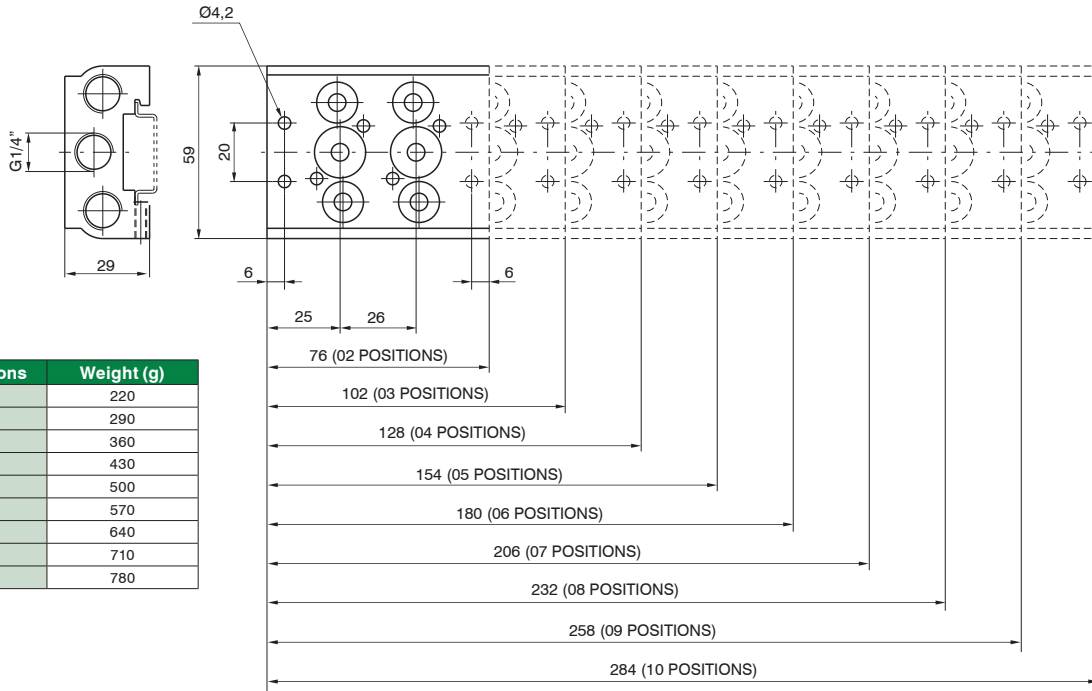 Ø4,2
G1/4"
59
20
29
6
6
25
26
76 (02 POSITIONS)
102 (03 POSITIONS)
128 (04 POSITIONS)
154 (05 POSITIONS)
180 (06 POSITIONS)
206 (07 POSITIONS)
232 (08 POSITIONS)
258 (09 POSITIONS)
284 (10 POSITIONS)
ons Weight (g)
220
290
360
430
500
570
640
710
780